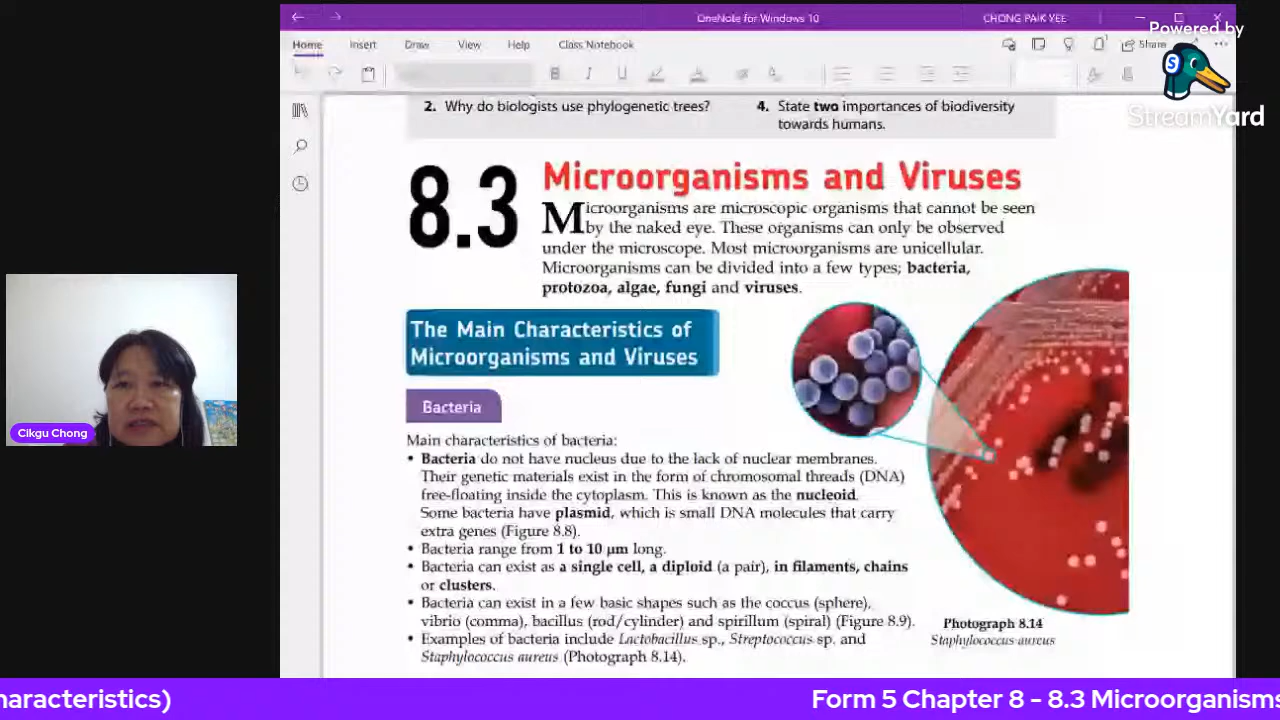 OneNote for Windows 10
CHONG PAIK YEE
Powered by
StreamYard
Home Insert Draw View Help Class Notebook
Share
B I U
2. Why do biologists use phylogenetic trees?
4. State two importances of biodiversity
towards humans.
8.3
Microorganisms and Viruses
Microorganisms are microscopic organisms that cannot be seen
by the naked eye. These organisms can only be observed
under the microscope. Most microorganisms are unicellular.
Microorganisms can be divided into a few types; bacteria,
protozoa, algae, fungi and viruses.
The Main Characteristics of
Microorganisms and Viruses
Bacteria
Main characteristics of bacteria:
• Bacteria do not have nucleus due to the lack of nuclear membranes.
Their genetic materials exist in the form of chromosomal threads (DNA)
free-floating inside the cytoplasm. This is known as the nucleoid.
Some bacteria have plasmid, which is small DNA molecules that carry
extra genes (Figure 8.8).
• Bacteria range from 1 to 10 µm long.
• Bacteria can exist as a single cell, a diploid (a pair), in filaments, chains
or clusters.
• Bacteria can exist in a few basic shapes such as the coccus (sphere),
vibrio (comma), bacillus (rod/cylinder) and spirillum (spiral) (Figure 8.9).
• Examples of bacteria include Lactobacillus sp., Streptococcus sp. and
Staphylococcus aureus (Photograph 8.14).
Photograph 8.14
Staphylococcus aureus
Cikgu Chong
haracteristics)
Form 5 Chapter 8 - 8.3 Microorganisms